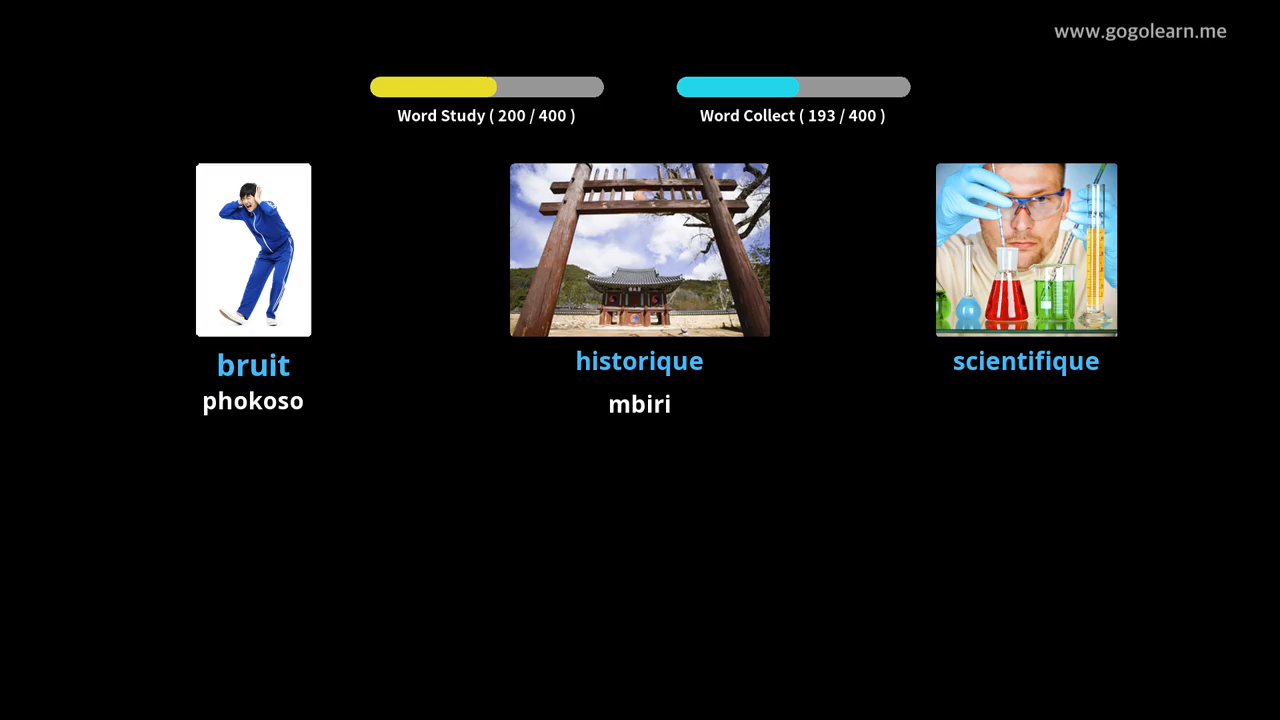 www.gogolearn.me
Word Study ( 200 / 400 )
Word Collect ( 193 / 400 )
bruit
phokoso
historique
mbiri
scientifique